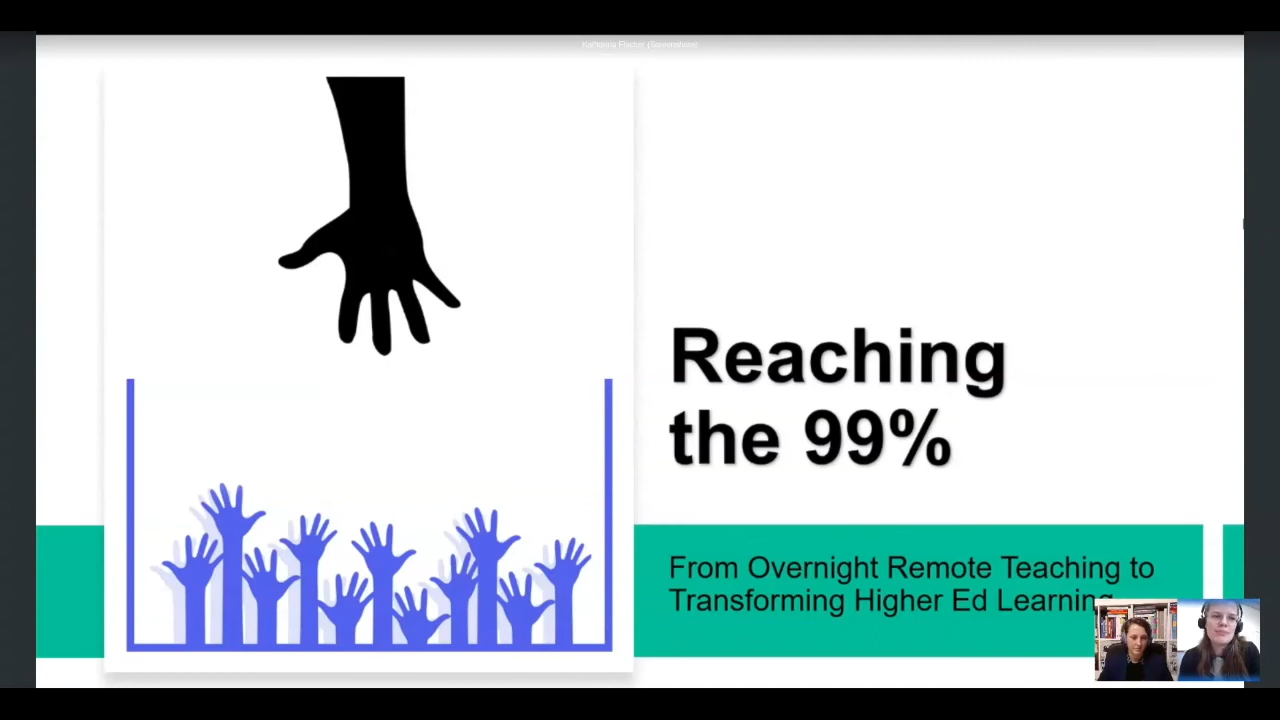 Reaching
the 99%
From Overnight Remote Teaching to
Transforming Higher Ed Learning